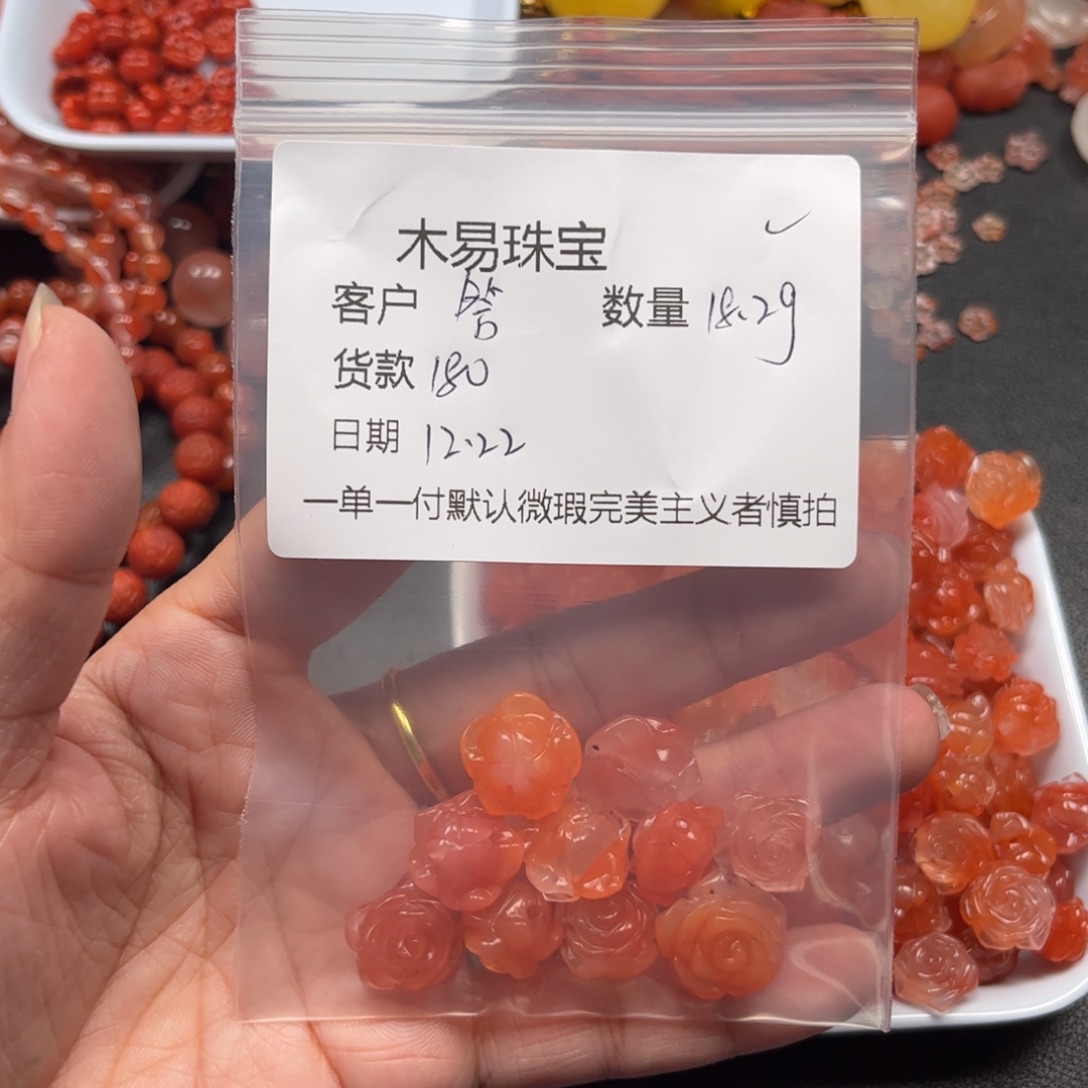 木易珠宝
客户 数量 18.2g
货款 180
日期 12.22
一单一付默认微瑕完美主义者慎拍